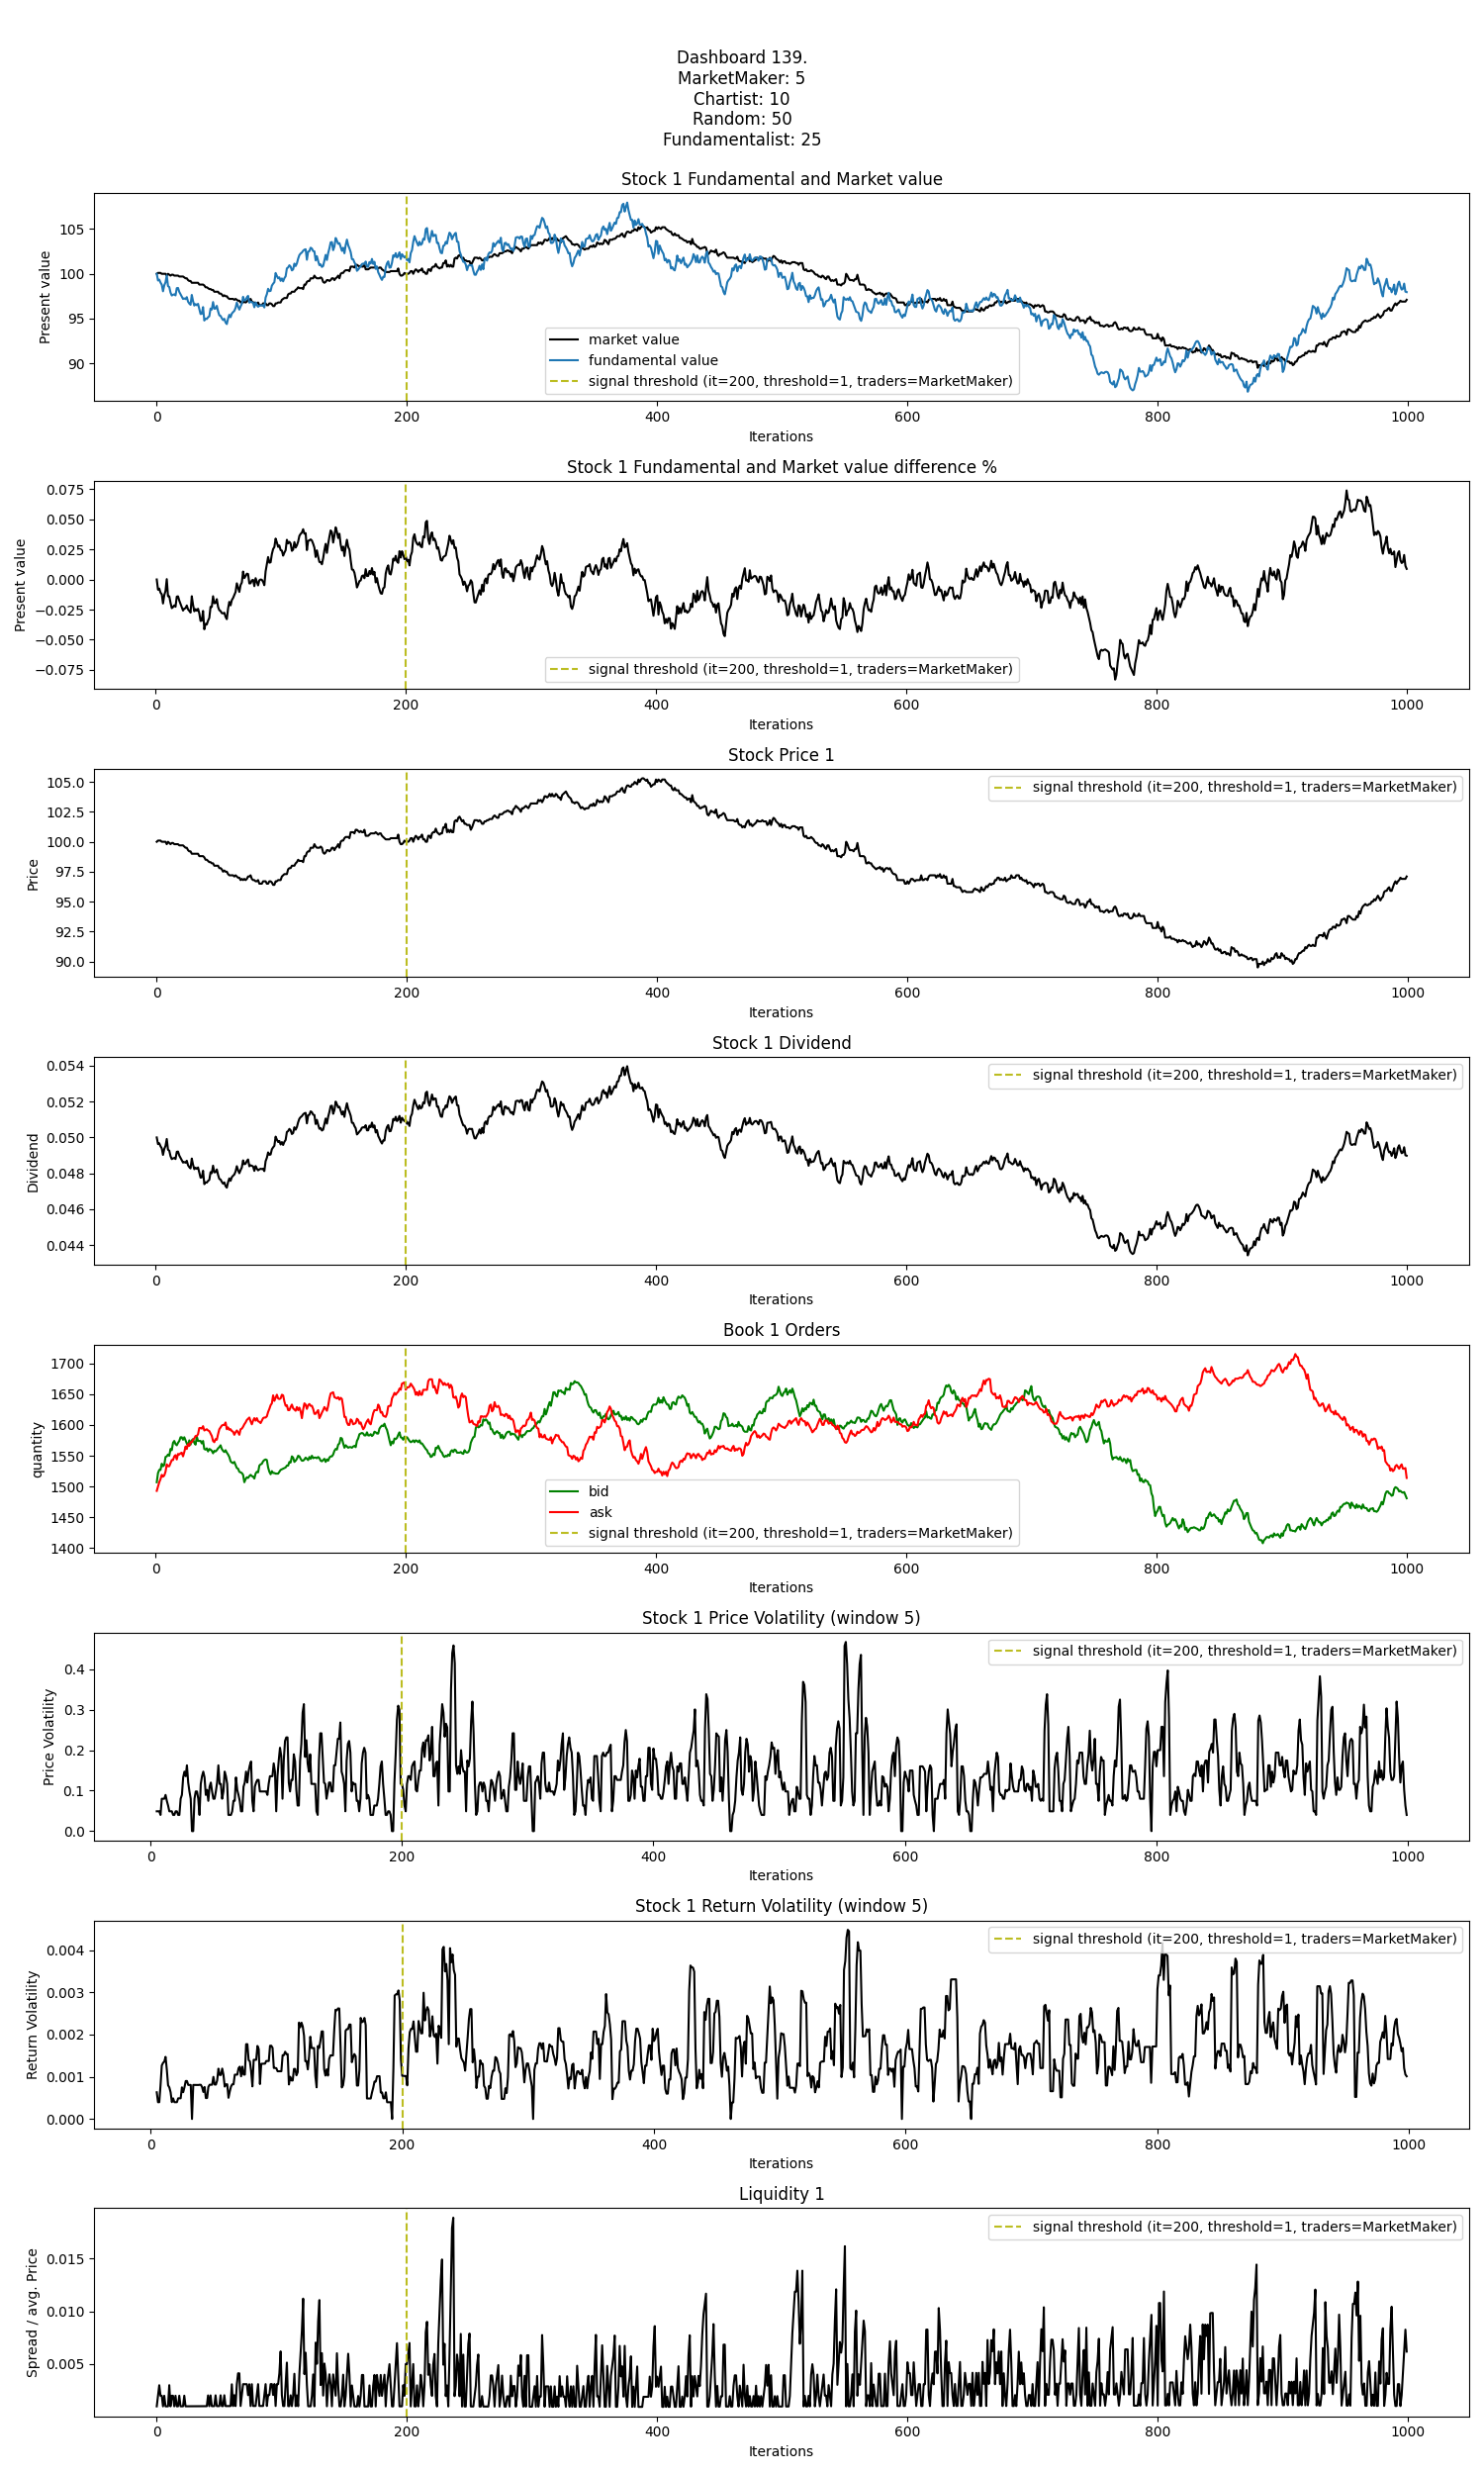 Dashboard 139.
MarketMaker: 5
Chartist: 10
Random: 50
Fundamentalist: 25
Stock 1 Fundamental and Market value
Present value
105
100
95
90
market value
fundamental value
signal threshold (it=200, threshold=1, traders=MarketMaker)
0 200 400 600 800 1000
Iterations
Stock 1 Fundamental and Market value difference %
Present value
0.075
0.050
0.025
0.000
−0.025
−0.050
−0.075
signal threshold (it=200, threshold=1, traders=MarketMaker)
0 200 400 600 800 1000
Iterations
Stock Price 1
Price
105.0
102.5
100.0
97.5
95.0
92.5
90.0
signal threshold (it=200, threshold=1, traders=MarketMaker)
0 200 400 600 800 1000
Iterations
Stock 1 Dividend
Dividend
0.054
0.052
0.050
0.048
0.046
0.044
signal threshold (it=200, threshold=1, traders=MarketMaker)
0 200 400 600 800 1000
Iterations
Book 1 Orders
quantity
1700
1650
1600
1550
1500
1450
1400
bid
ask
signal threshold (it=200, threshold=1, traders=MarketMaker)
0 200 400 600 800 1000
Iterations
Stock 1 Price Volatility (window 5)
Price Volatility
0.4
0.3
0.2
0.1
0.0
signal threshold (it=200, threshold=1, traders=MarketMaker)
0 200 400 600 800 1000
Iterations
Stock 1 Return Volatility (window 5)
Return Volatility
0.004
0.003
0.002
0.001
0.000
signal threshold (it=200, threshold=1, traders=MarketMaker)
0 200 400 600 800 1000
Iterations
Liquidity 1
Spread / avg. Price
0.015
0.010
0.005
signal threshold (it=200, threshold=1, traders=MarketMaker)
0 200 400 600 800 1000
Iterations